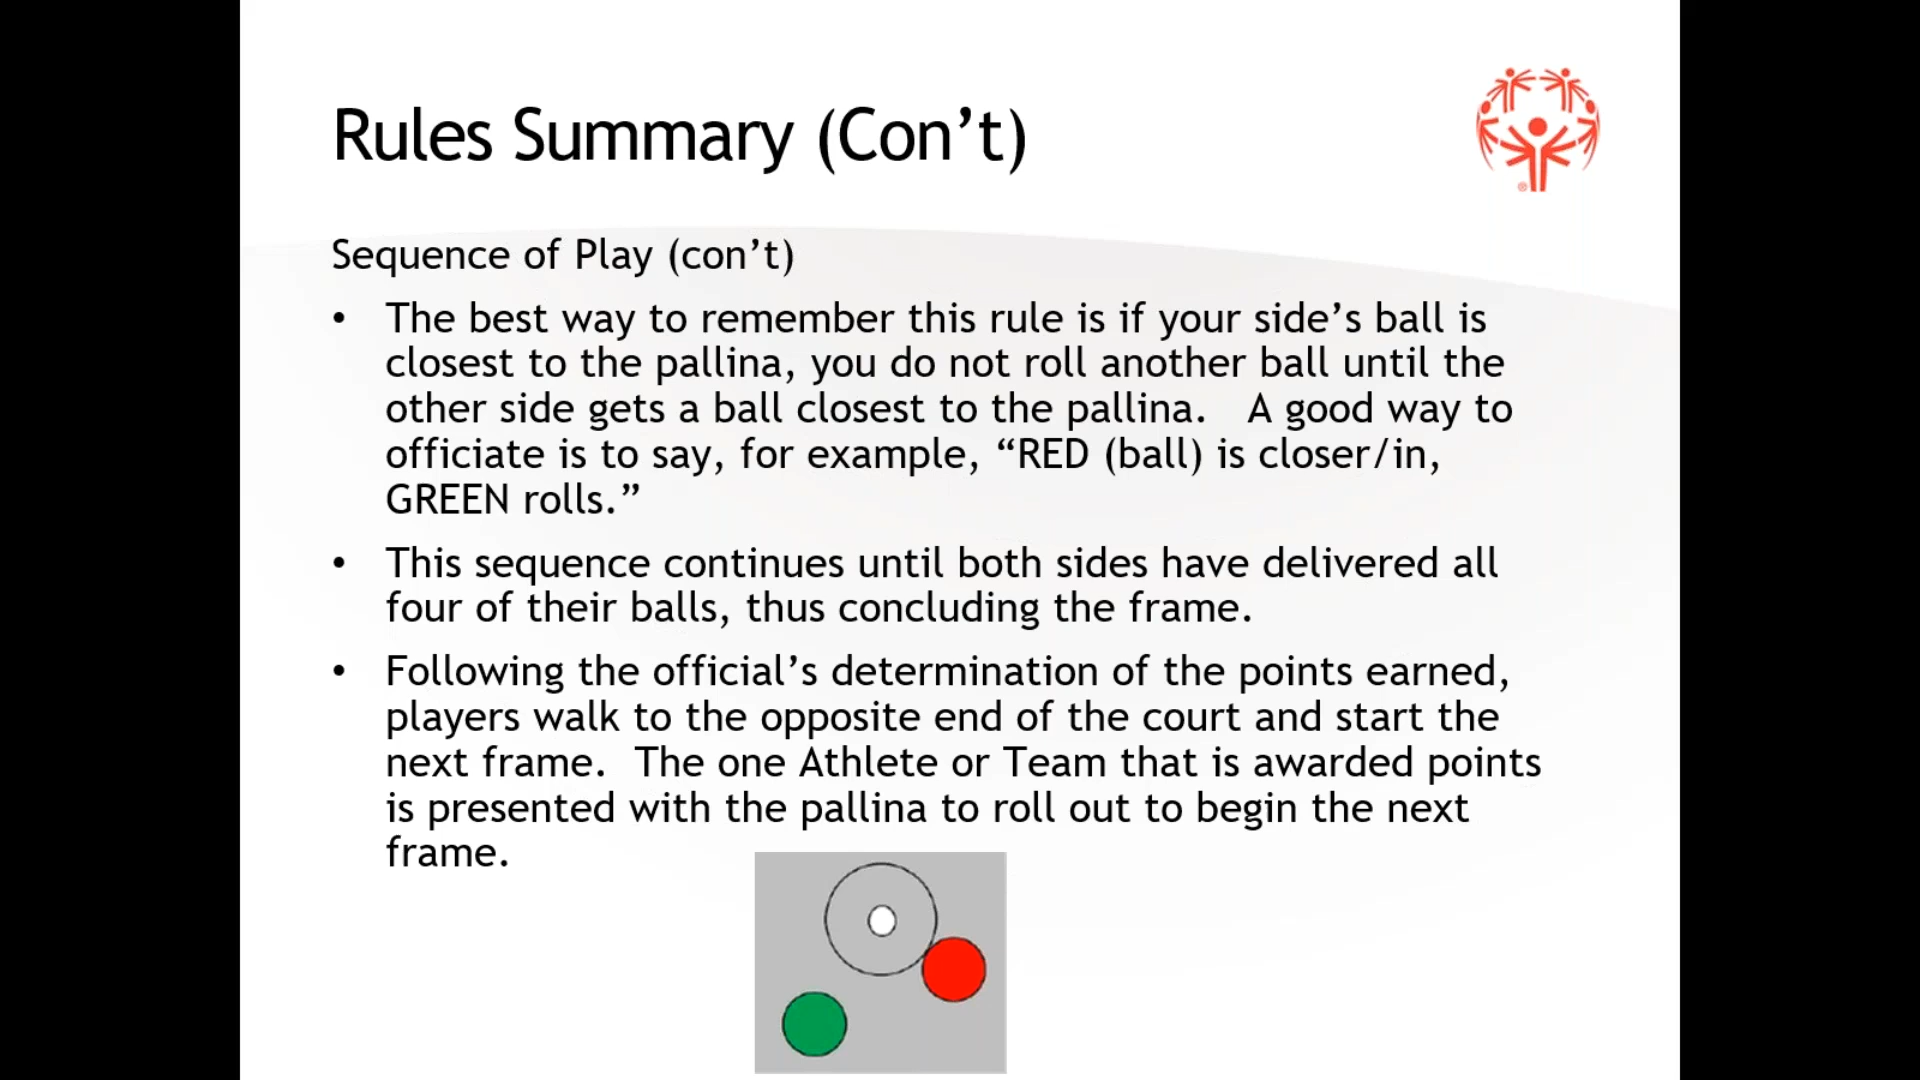 Rules Summary (Con’t)
Sequence of Play (con’t)
• The best way to remember this rule is if your side’s ball is
closest to the pallina, you do not roll another ball until the
other side gets a ball closest to the pallina.   A good way to
officiate is to say, for example, “RED (ball) is closer/in,
GREEN rolls.”
• This sequence continues until both sides have delivered all
four of their balls, thus concluding the frame.
• Following the official’s determination of the points earned,
players walk to the opposite end of the court and start the
next frame.  The one Athlete or Team that is awarded points
is presented with the pallina to roll out to begin the next
frame.
®